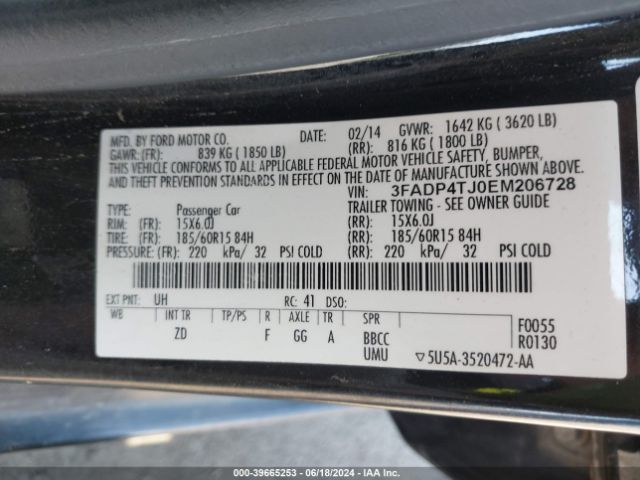 MFD. BY FORD MOTOR CO. DATE: 02/14 GVWR: 1642 KG ( 3620 LB)
GAWR: (FR): 839 KG ( 1850 LB) (RR): 816 KG ( 1800 LB)
THIS VEHICLE CONFORMS TO ALL APPLICABLE FEDERAL MOTOR VEHICLE SAFETY, BUMPER,
AND THEFT PREVENTION STANDARDS IN EFFECT ON THE DATE OF MANUFACTURE SHOWN ABOVE.
VIN: 3FADP4TJ0EM206728
TYPE: Passenger Car TRAILER TOWING - SEE OWNER GUIDE
RIM: (FR): 15X6.0J (RR): 15X6.0J
TIRE: (FR): 185/60R15 84H (RR): 185/60R15 84H
PRESSURE: (FR): 220 kPa/ 32 PSI COLD (RR): 220 kPa/ 32 PSI COLD
EXT PNT: UH RC: 41 DSO:
WB INT TR TP/PS R AXLE TR SPR F0055
ZD F GG A BBCC R0130
UMU ▽5U5A-3520472-AA
000-39665253 - 06/18/2024 - IAA Inc.